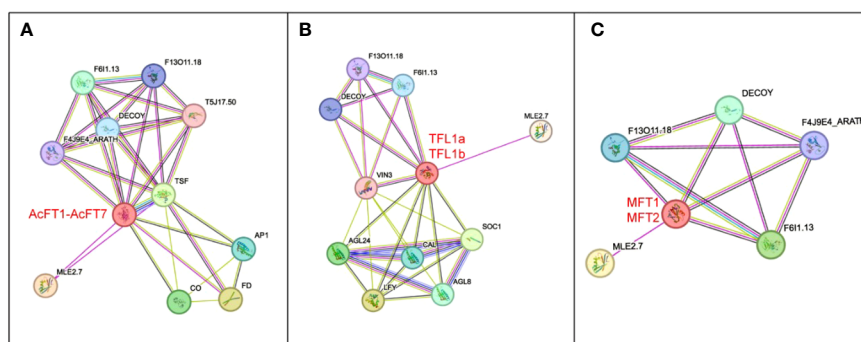 A
F6I1.13
F13O11.18
T5J17.50
DECOY
F4J9E4_ARATH
TSF
AcFT1-AcFT7
AP1
MLE2.7
CO
FD
B
F13O11.18
F6I1.13
DECOY
MLE2.7
TFL1a
TFL1b
VIN3
SOC1
AGL24
CAL
LFY
AGL8
C
DECOY
F13O11.18
F4J9E4_ARATH
MFT1
MFT2
F6I1.13
MLE2.7